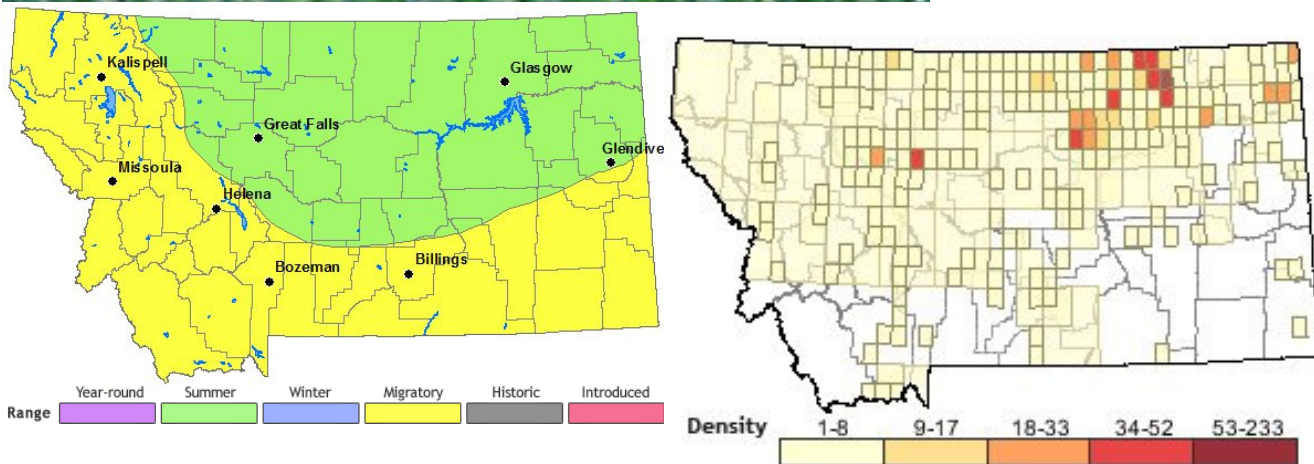 Kalispell
Glasgow
Great Falls
Glendive
Missoula
Helena
Bozeman
Billings
Year-round Summer Winter Migratory Historic Introduced
Range
Density 1-8 9-17 18-33 34-52 53-233